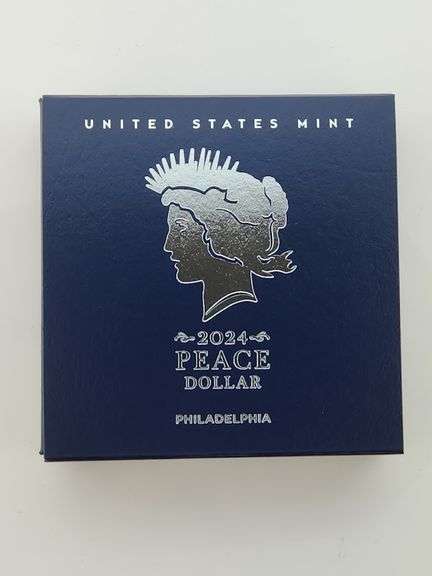 UNITED STATES MINT
2024
PEACE
DOLLAR
PHILADELPHIA